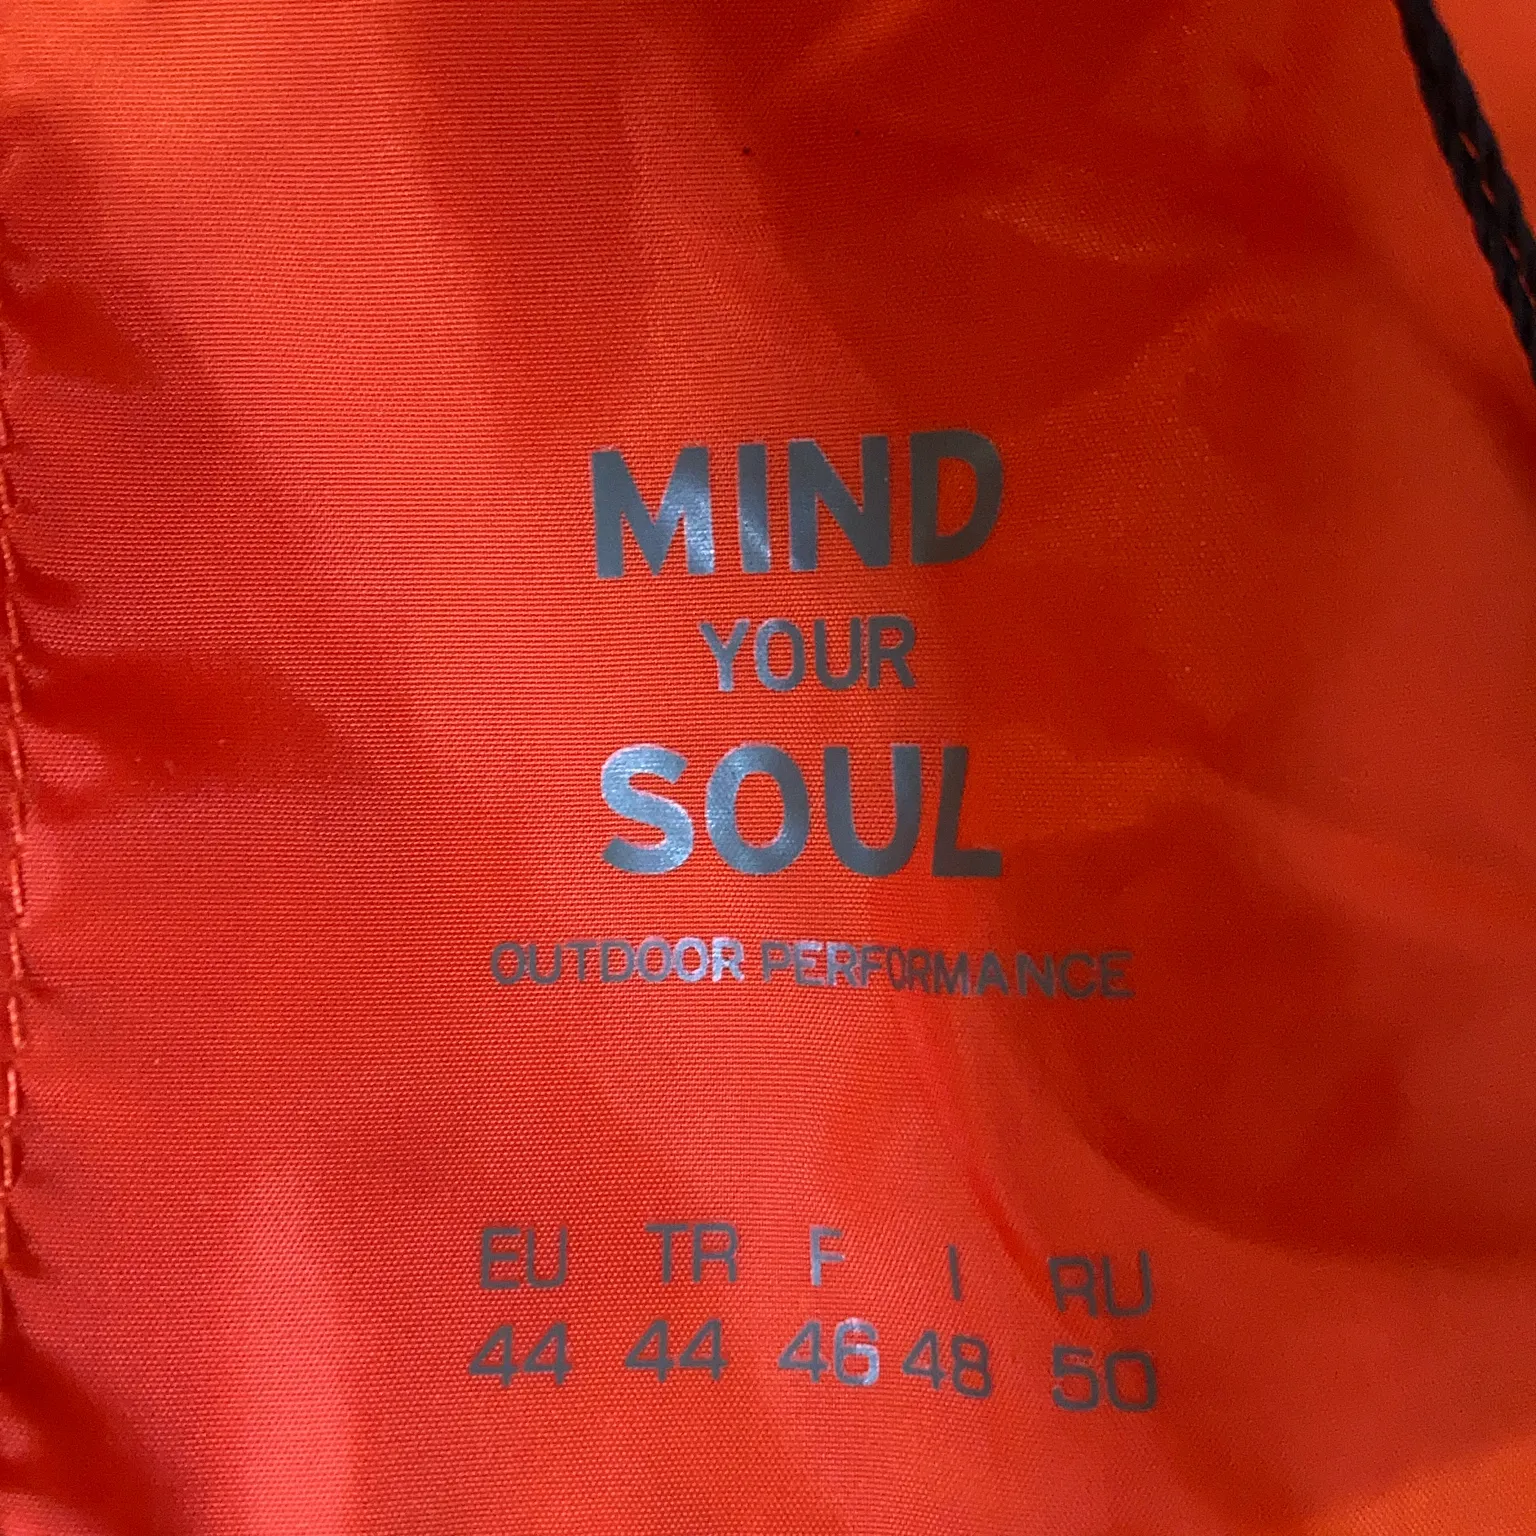 MIND
YOUR
SOUL
OUTDOOR PERFORMANCE
EU TR F I RU
44 44 46 48 50